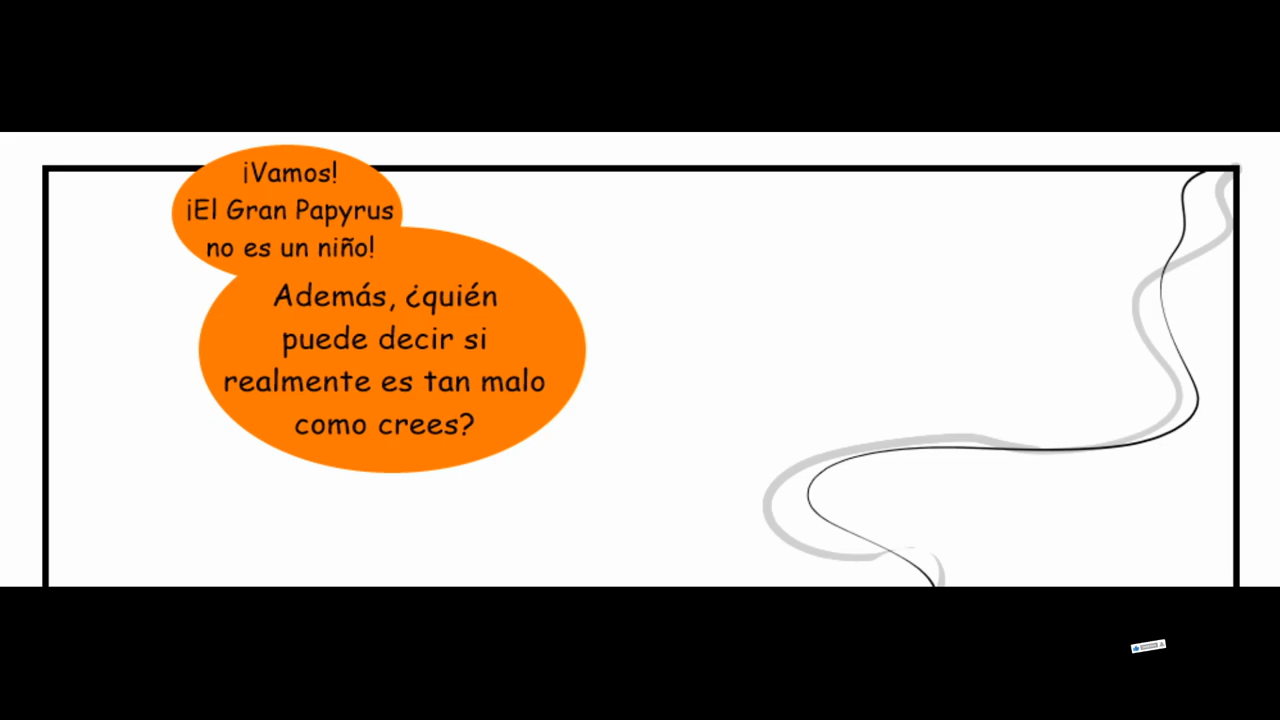 ¡Vamos!
¡El Gran Papyrus
no es un niño!
Además, ¿quién
puede decir si
realmente es tan malo
como crees?